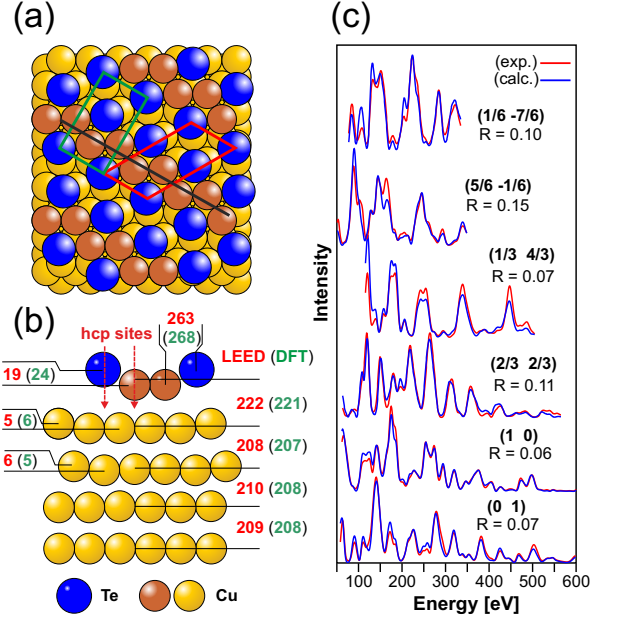 (a)
(b)
263
hcp sites
(268)
LEED (DFT)
19 (24)
222 (221)
5 (6)
208 (207)
6 (5)
210 (208)
209 (208)
Te
Cu
(c)
(exp.)
(calc.)
(1/6 -7/6)
R = 0.10
(5/6 -1/6)
R = 0.15
(1/3 4/3)
R = 0.07
(2/3 2/3)
R = 0.11
(1 0)
R = 0.06
(0 1)
R = 0.07
Intensity
100 200 300 400 500 600
Energy [eV]